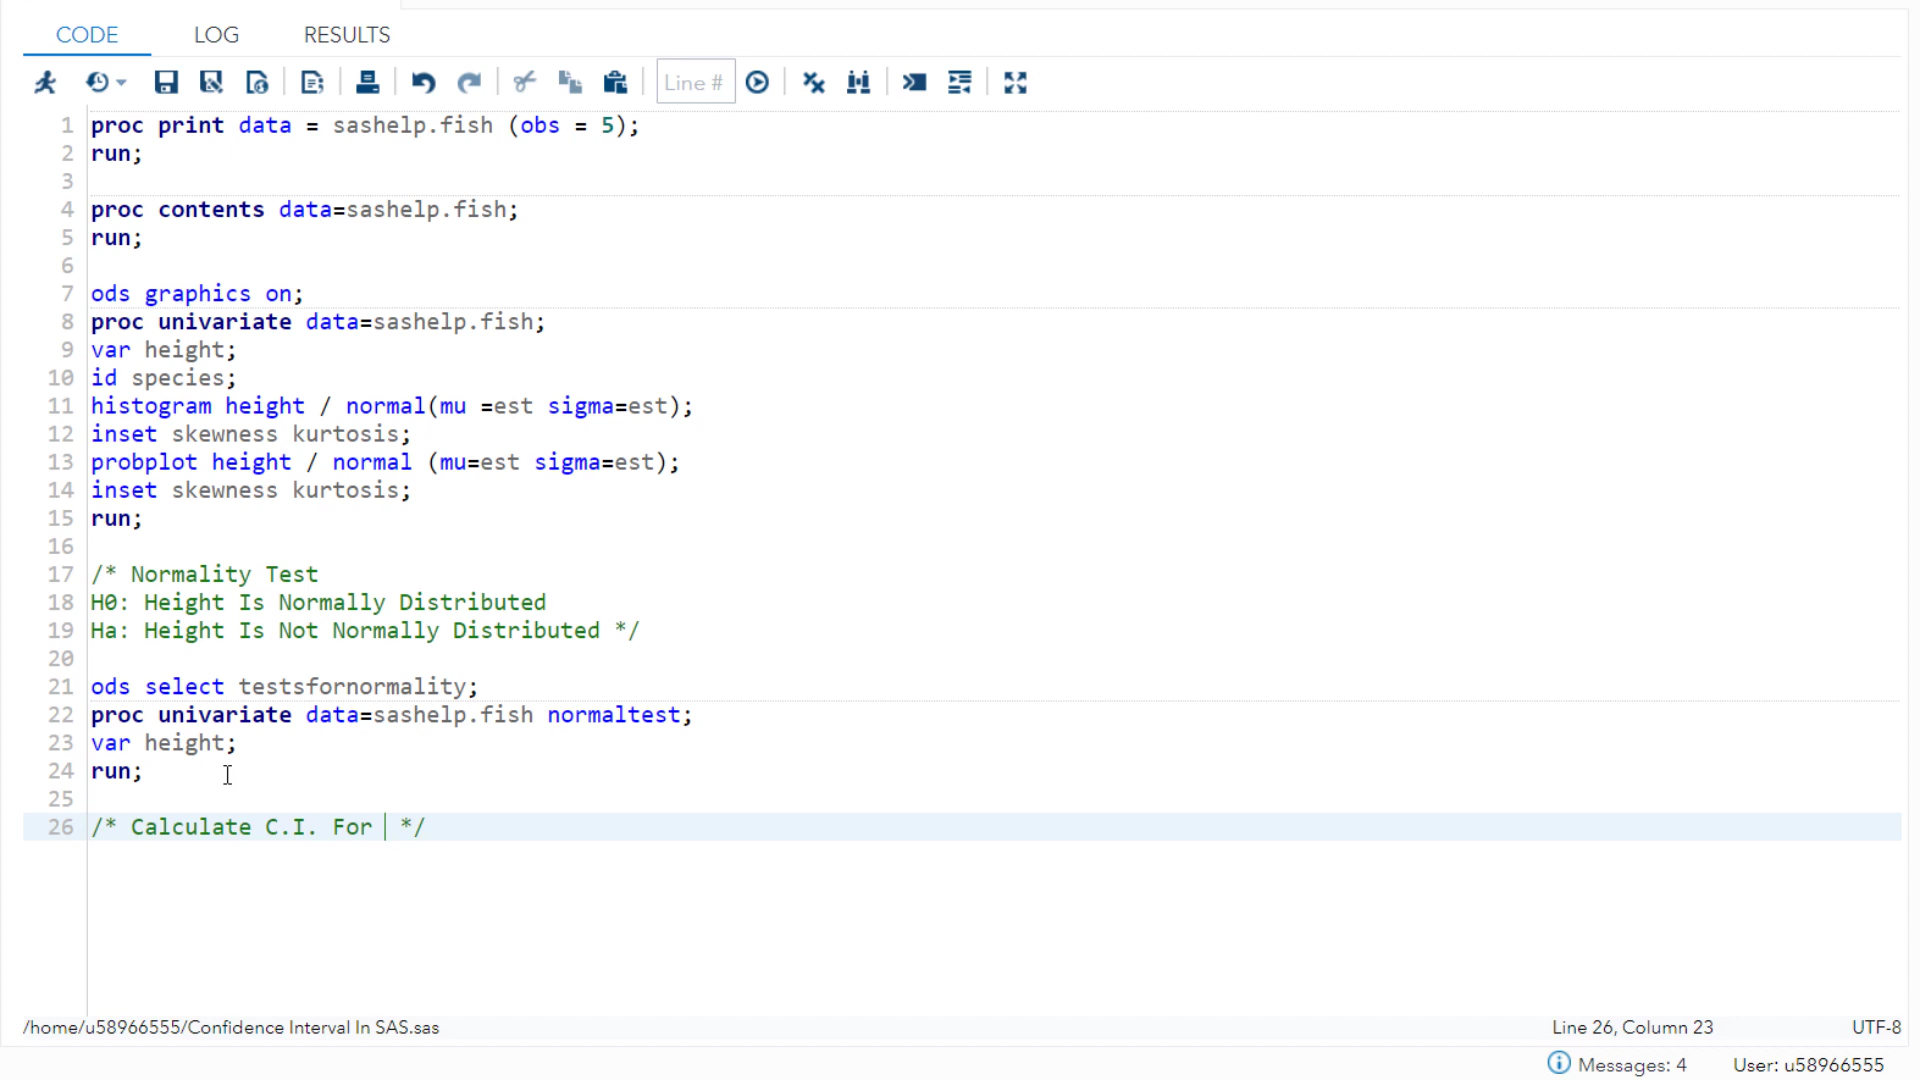 CODE LOG RESULTS
Line #
1 proc print data = sashelp.fish (obs = 5);
2 run;
3
4 proc contents data=sashelp.fish;
5 run;
6
7 ods graphics on;
8 proc univariate data=sashelp.fish;
9 var height;
10 id species;
11 histogram height / normal(mu =est sigma=est);
12 inset skewness kurtosis;
13 probplot height / normal (mu=est sigma=est);
14 inset skewness kurtosis;
15 run;
16
17 /* Normality Test
18 H0: Height Is Normally Distributed
19 Ha: Height Is Not Normally Distributed */
20
21 ods select testsfornormality;
22 proc univariate data=sashelp.fish normaltest;
23 var height;
24 run;
25
26 /* Calculate C.I. For */
/home/u58966555/Confidence Interval In SAS.sas Line 26, Column 23 UTF-8
Messages: 4 User: u58966555